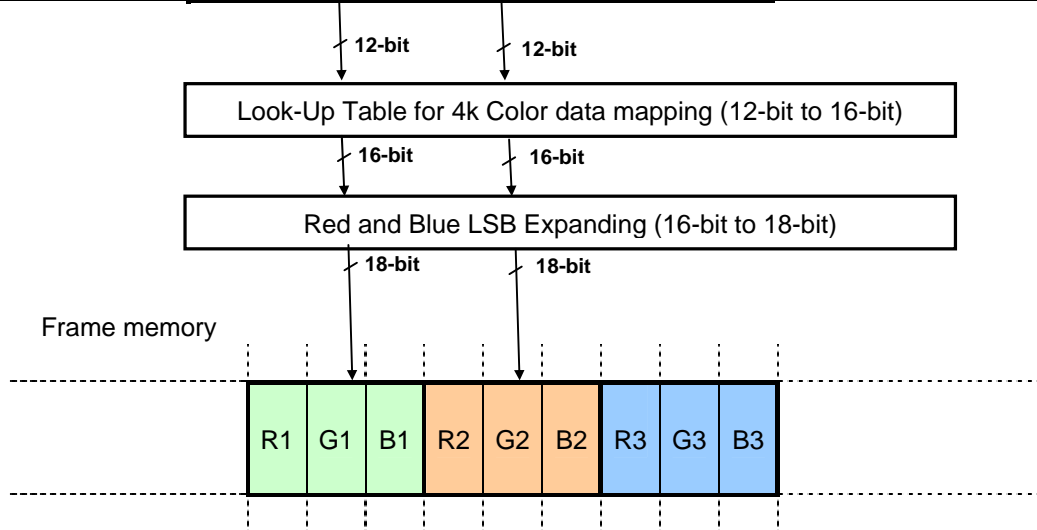 12-bit 12-bit
Look-Up Table for 4k Color data mapping (12-bit to 16-bit)
16-bit 16-bit
Red and Blue LSB Expanding (16-bit to 18-bit)
18-bit 18-bit
Frame memory
R1 G1 B1 R2 G2 B2 R3 G3 B3